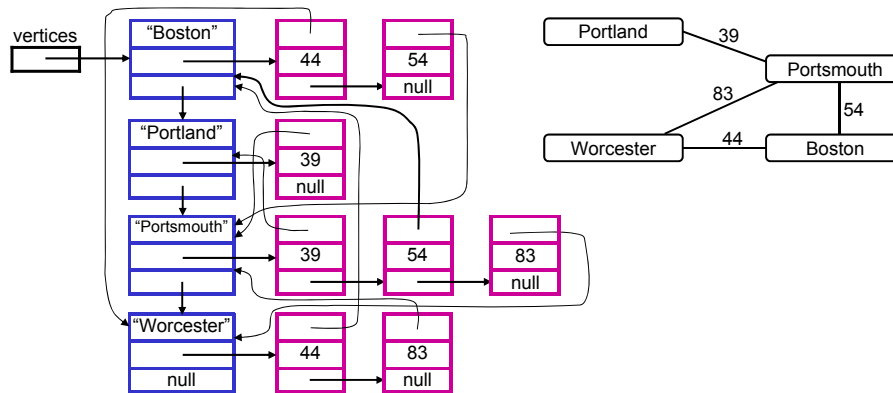 vertices
“Boston”
44
54
null
“Portland”
39
null
null
“Portsmouth”
39
54
83
null
“Worcester”
44
83
null
null
Portland
39
Portsmouth
83
54
Worcester
44
Boston